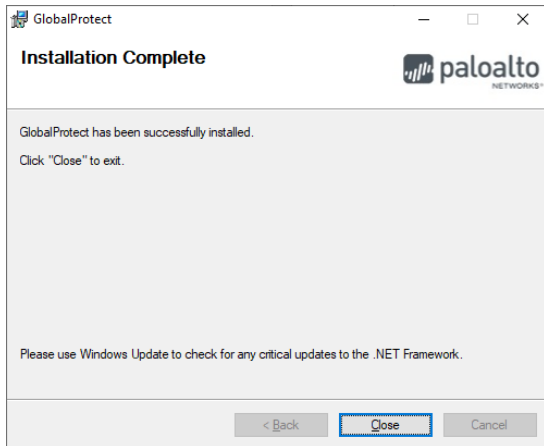 GlobalProtect
Installation Complete
paloalto
NETWORKS®
GlobalProtect has been successfully installed.
Click "Close" to exit.
Please use Windows Update to check for any critical updates to the .NET Framework.
< Back
Close
Cancel